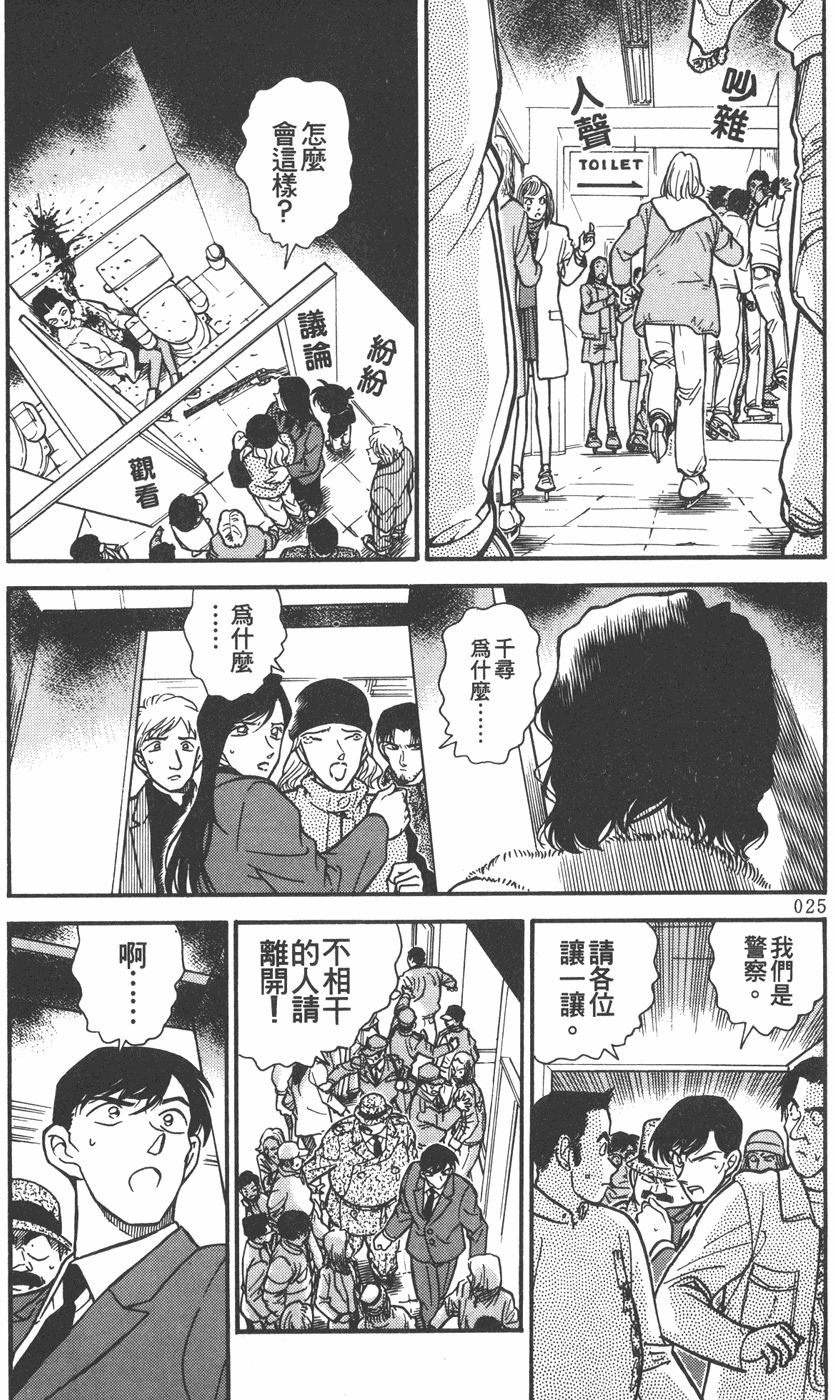 吵雜
人聲
TOILET
怎麼
會這樣?
議論
紛紛
觀看
千尋
為什麼……
為什麼
……
025
我們是
警察。
請各位
讓一讓。
不相干
的人請
離開!
啊……